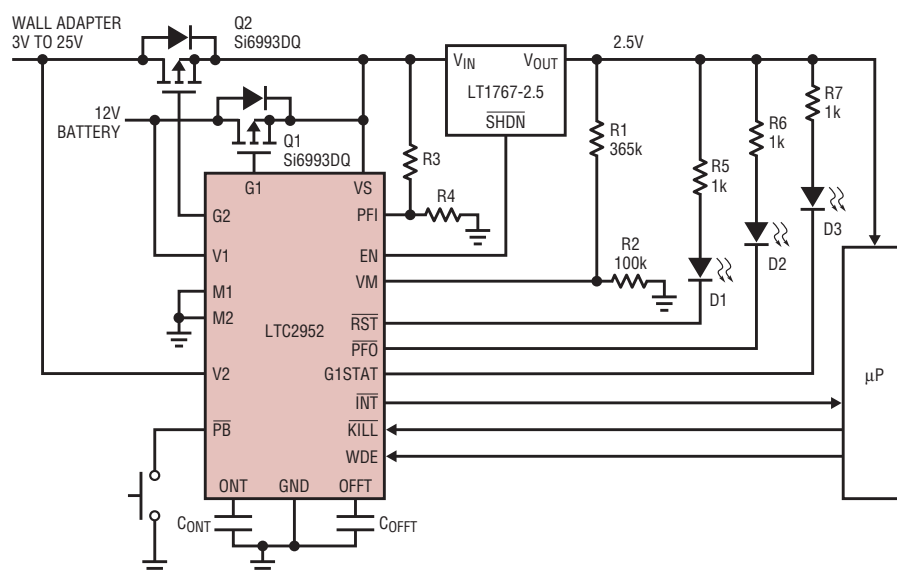 WALL ADAPTER
3V TO 25V
Q2
Si6993DQ
2.5V
VIN
VOUT
LT1767-2.5
SHDN
R7
1k
R6
1k
R5
1k
R1
365k
12V
BATTERY
Q1
Si6993DQ
R3
R4
G1
VS
G2
PFI
V1
EN
R2
100k
D3
D2
D1
M1
VM
M2
LTC2952
RST
PFO
V2
G1STAT
µP
INT
PB
KILL
WDE
ONT
GND
OFFT
CONT
COFFT